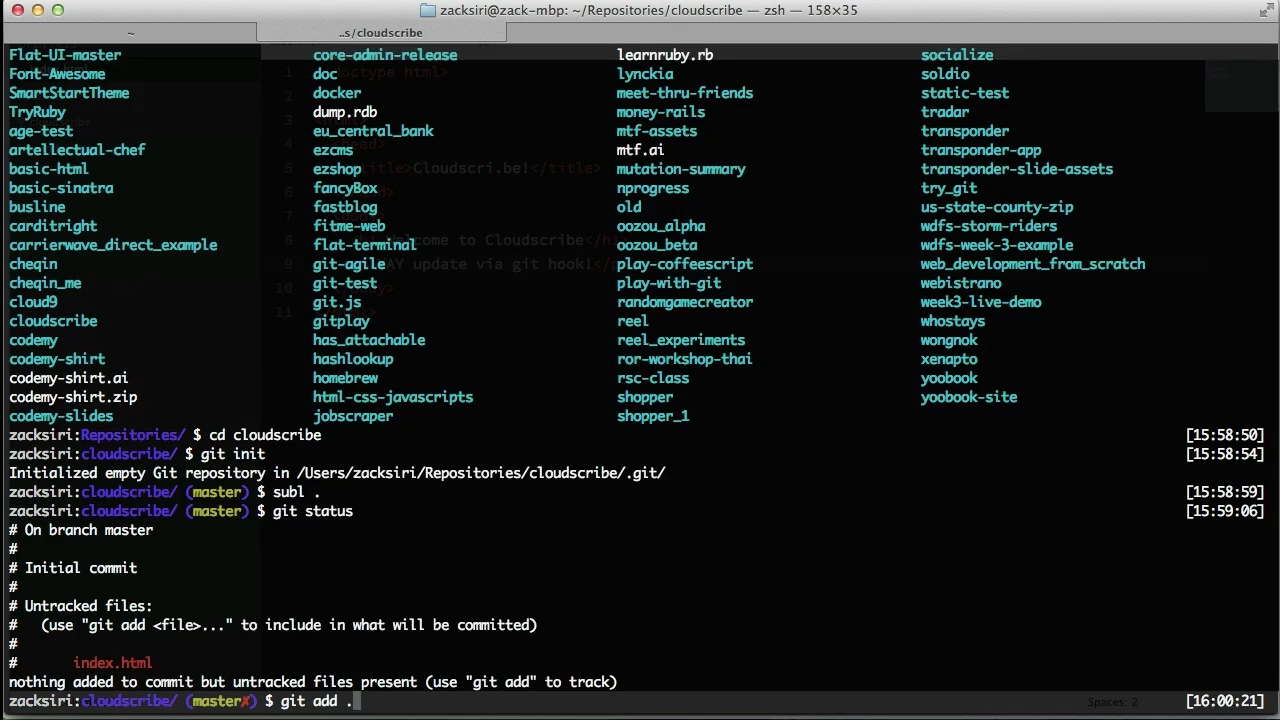 zacksiri@zack-mbp: ~/Repositories/cloudscribe — zsh — 158×35
~ ..s/cloudscribe
Flat-UI-master core-admin-release learnruby.rb socialize
Font-Awesome doc lynckia soldio
SmartStartTheme docker meet-thru-friends static-test
TryRuby dump.rdb money-rails tradar
age-test eu_central_bank mtf-assets transponder
artellectual-chef ezcms mtf.ai transponder-app
basic-html ezshop mutation-summary transponder-slide-assets
basic-sinatra fancyBox nprogress try_git
busline fastblog old us-state-county-zip
carditright fitme-web oozou_alpha wdfs-storm-riders
carrierwave_direct_example flat-terminal oozou_beta wdfs-week-3-example
cheqin git-agile play-coffeescript web_development_from_scratch
cheqin_me git-test play-with-git webistrano
cloud9 git.js randomgamecreator week3-live-demo
cloudscribe gitplay reel whostays
codemy has_attachable reel_experiments wongnok
codemy-shirt hashlookup ror-workshop-thai xenapto
codemy-shirt.ai homebrew rsc-class yoobook
codemy-shirt.zip html-css-javascripts shopper yoobook-site
codemy-slides jobscraper shopper_1
zacksiri:Repositories/ $ cd cloudscribe [15:58:50]
zacksiri:cloudscribe/ $ git init [15:58:54]
Initialized empty Git repository in /Users/zacksiri/Repositories/cloudscribe/.git/
zacksiri:cloudscribe/ (master) $ subl . [15:58:59]
zacksiri:cloudscribe/ (master) $ git status [15:59:06]
# On branch master
#
# Initial commit
#
# Untracked files:
#   (use "git add <file>..." to include in what will be committed)
#
#       index.html
nothing added to commit but untracked files present (use "git add" to track)
zacksiri:cloudscribe/ (master✗) $ git add . Spaces: 2 [16:00:21]